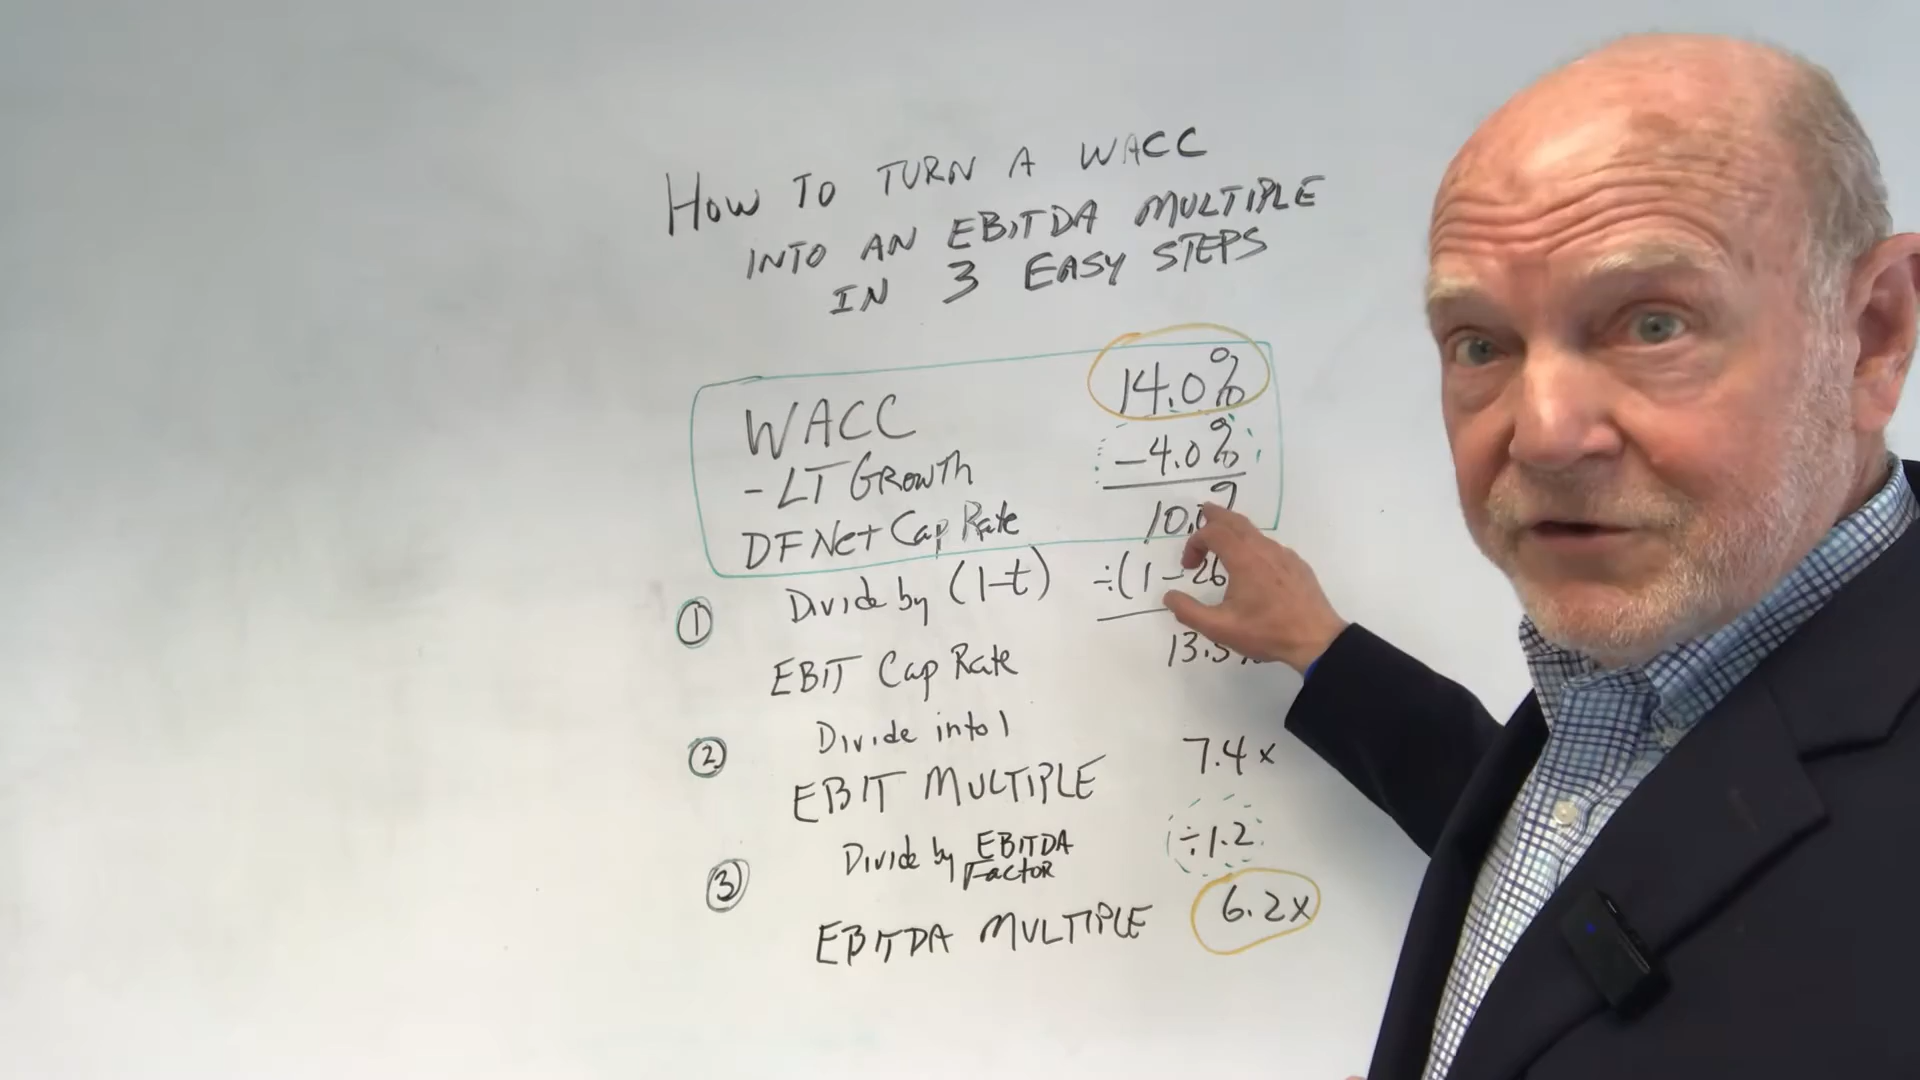 HOW TO TURN A WACC
INTO AN EBITDA MULTIPLE
IN 3 EASY STEPS
WACC 14.0%
- LT GROWTH -4.0%
DF Net Cap Rate 10.0%
① Divide by (1-t) ÷(1-26
EBIT Cap Rate 13.5%
② Divide into 1
EBIT MULTIPLE 7.4x
③ Divide by EBITDA Factor ÷1.2
EBITDA MULTIPLE 6.2x